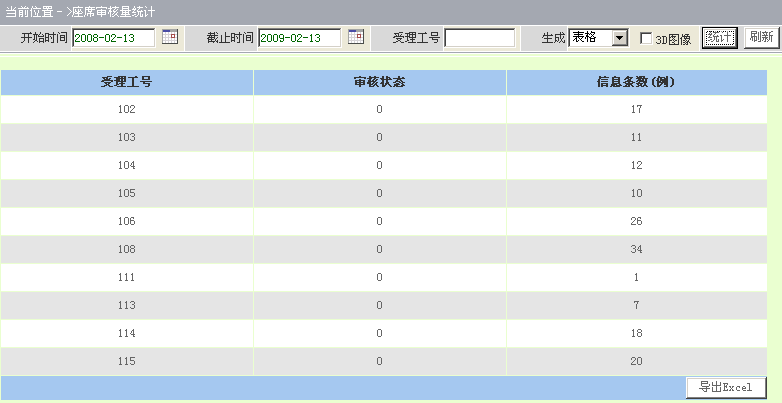 当前位置－>座席审核量统计
开始时间 2008-02-13 截止时间 2009-02-13 受理工号 生成 表格 3D图像 统计 刷新
受理工号 审核状态 信息条数(例)
102 0 17
103 0 11
104 0 12
105 0 10
106 0 26
108 0 34
111 0 1
113 0 7
114 0 18
115 0 20
导出Excel